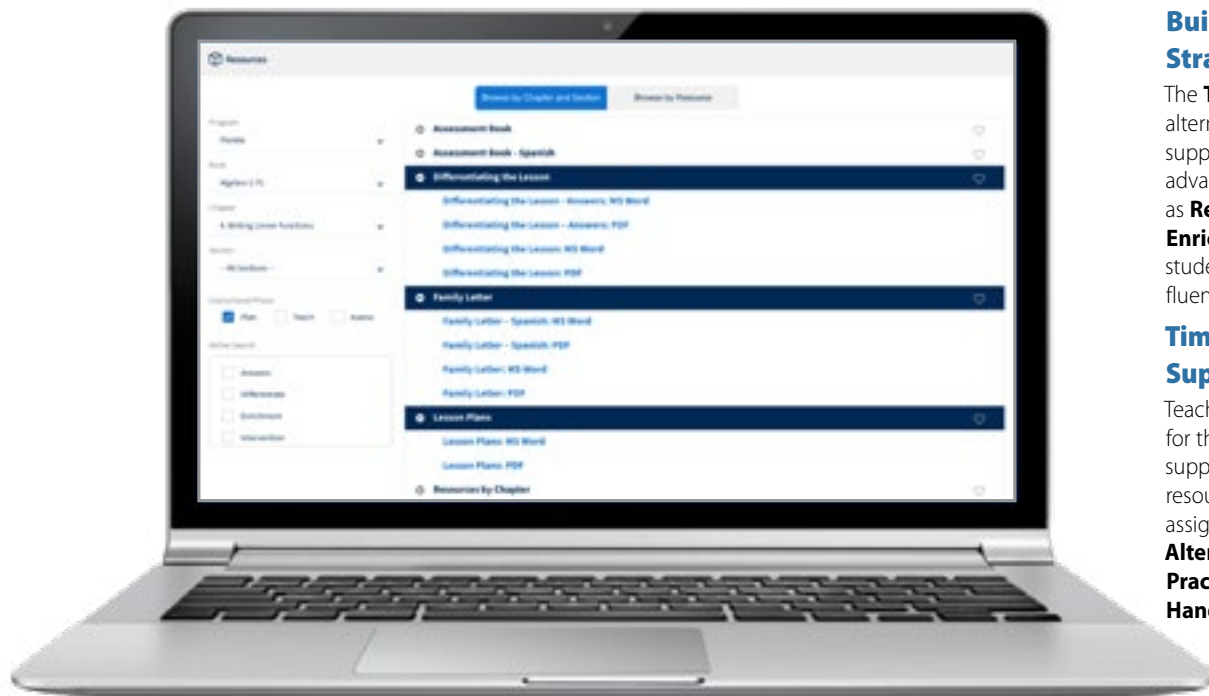 Resources
Browse by Chapter and Section
Browse by Resource
Program
Florida
Book
Algebra 1 FL
Chapter
4. Writing Linear Functions
Section
- All Sections -
Instructional Phase
Plan
Teach
Assess
Answers
Differentiate
Enrichment
Intervention
Assessment Book
Assessment Book - Spanish
Differentiating the Lesson
Differentiating the Lesson - Answers: MS Word
Differentiating the Lesson - Answers: PDF
Differentiating the Lesson: MS Word
Differentiating the Lesson: PDF
Family Letter
Family Letter - Spanish: MS Word
Family Letter - Spanish: PDF
Family Letter: MS Word
Family Letter: PDF
Lesson Plans
Lesson Plans: MS Word
Lesson Plans: PDF
Resources by Chapter
Bui
Stra
The T
altern
supp
adva
as Re
Enric
stude
fluen
Tim
Sup
Teach
for th
supp
resou
assig
Alter
Prac
Hand